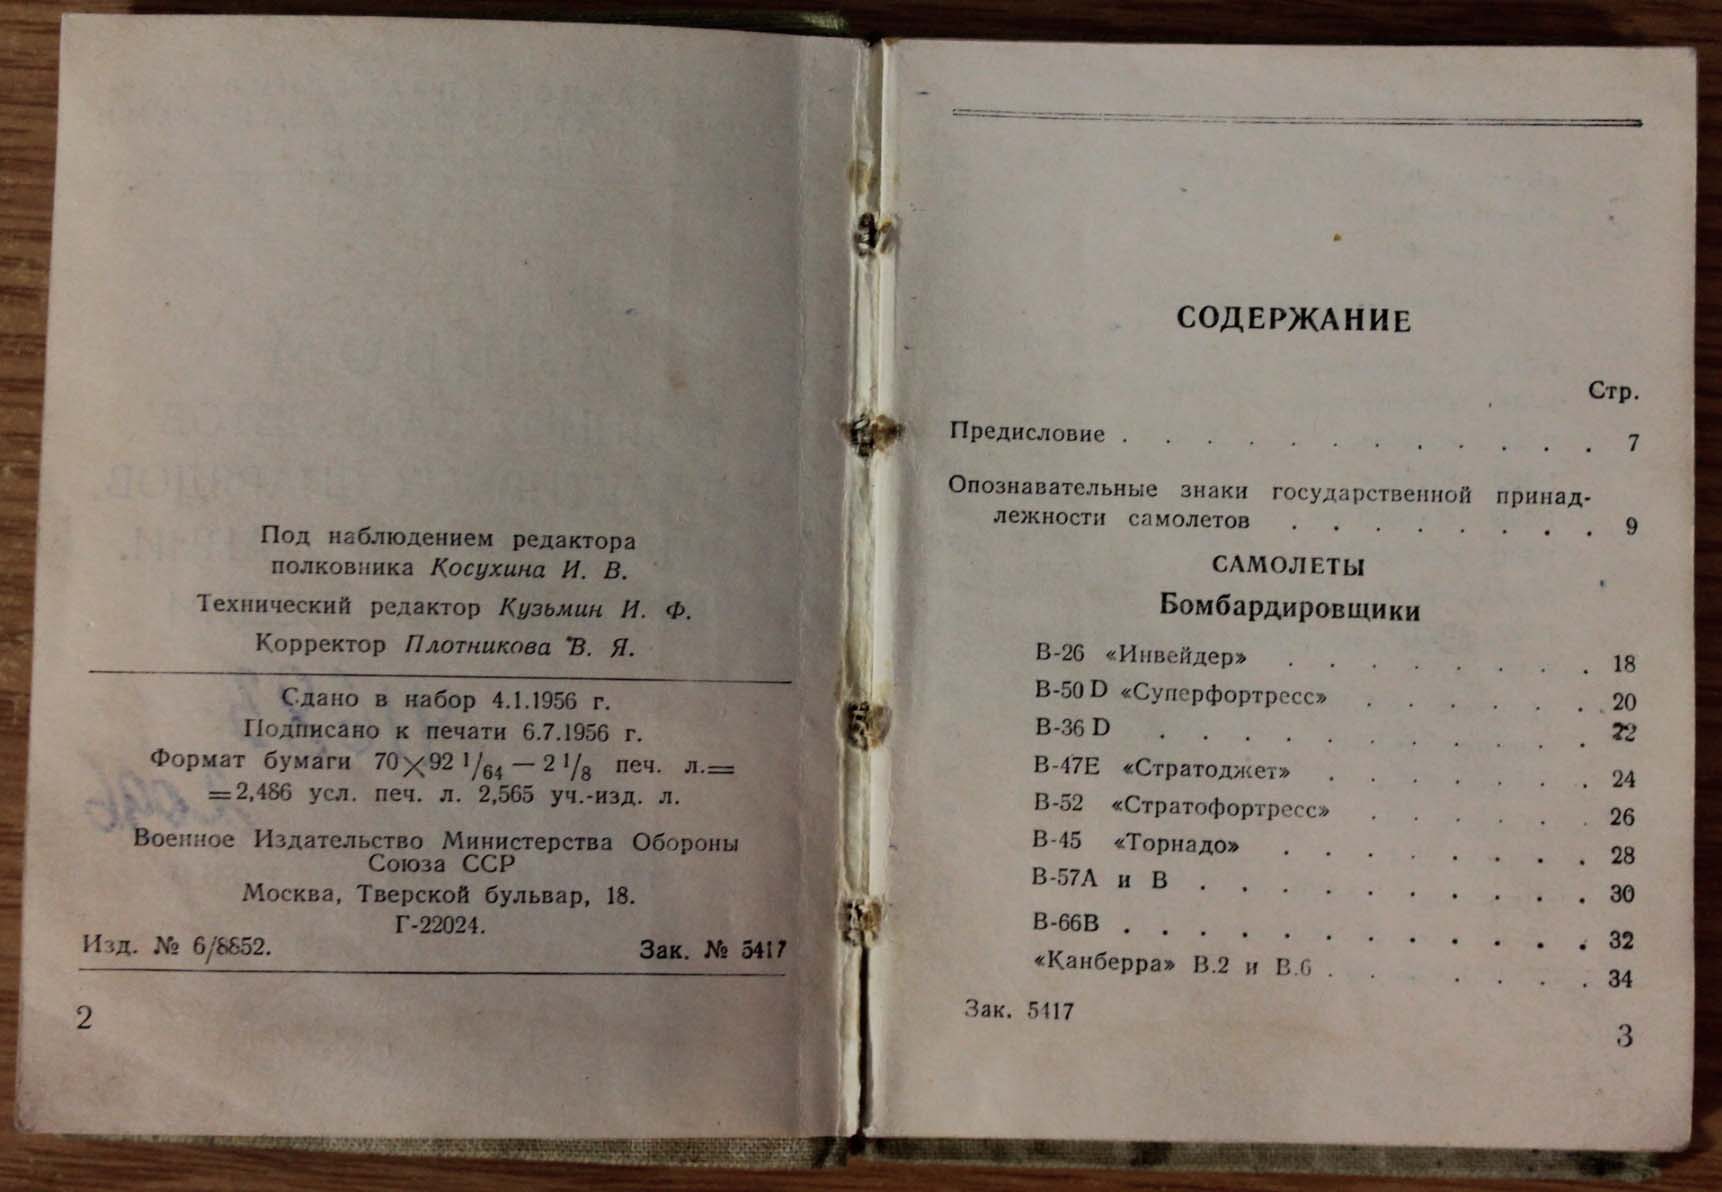 Под наблюдением редактора
полковника Косухина И. В.
Технический редактор Кузьмин И. Ф.
Корректор Плотникова В. Я.
Сдано в набор 4.1.1956 г.
Подписано к печати 6.7.1956 г.
Формат бумаги 70×92 1/64 — 2 1/8 печ. л.=
=2,486 усл. печ. л. 2,565 уч.-изд. л.
Военное Издательство Министерства Обороны
Союза ССР
Москва, Тверской бульвар, 18.
Г-22024.
Изд. № 6/8852. Зак. № 5417
2
СОДЕРЖАНИЕ
Стр.
Предисловие . . . . . . . . . . . . 7
Опознавательные знаки государственной принад-
лежности самолетов . . . . . . . . 9
САМОЛЕТЫ
Бомбардировщики
В-26 «Инвейдер» . . . . . . . . 18
В-50 D «Суперфортресс» . . . . . . 20
В-36 D . . . . . . . . . . . 22
В-47Е «Стратоджет» . . . . . . . 24
В-52 «Стратофортресс» . . . . . . 26
В-45 «Торнадо» . . . . . . . . 28
В-57А и В . . . . . . . . . . 30
В-66В . . . . . . . . . . . . 32
«Канберра» В.2 и В.6 . . . . . . 34
Зак. 5417
3